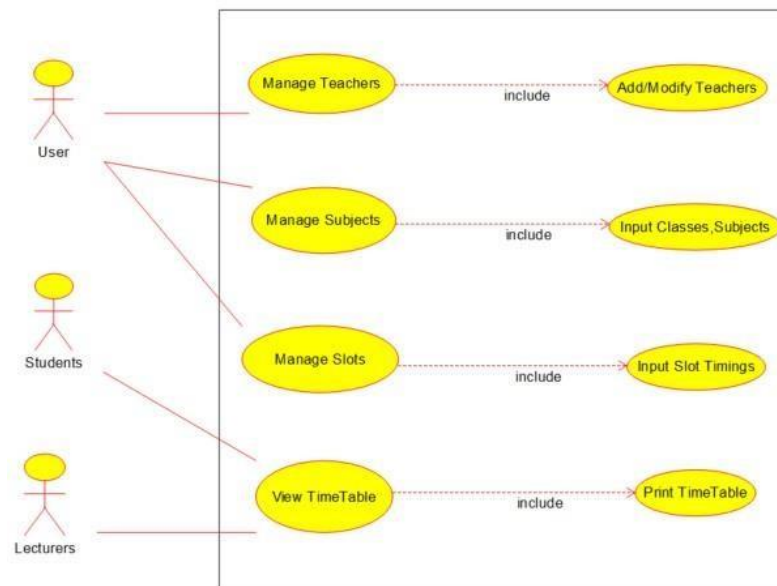 Manage Teachers
include
Add/Modify Teachers
User
Manage Subjects
include
Input Classes,Subjects
Students
Manage Slots
include
Input Slot Timings
Lecturers
View TimeTable
include
Print TimeTable